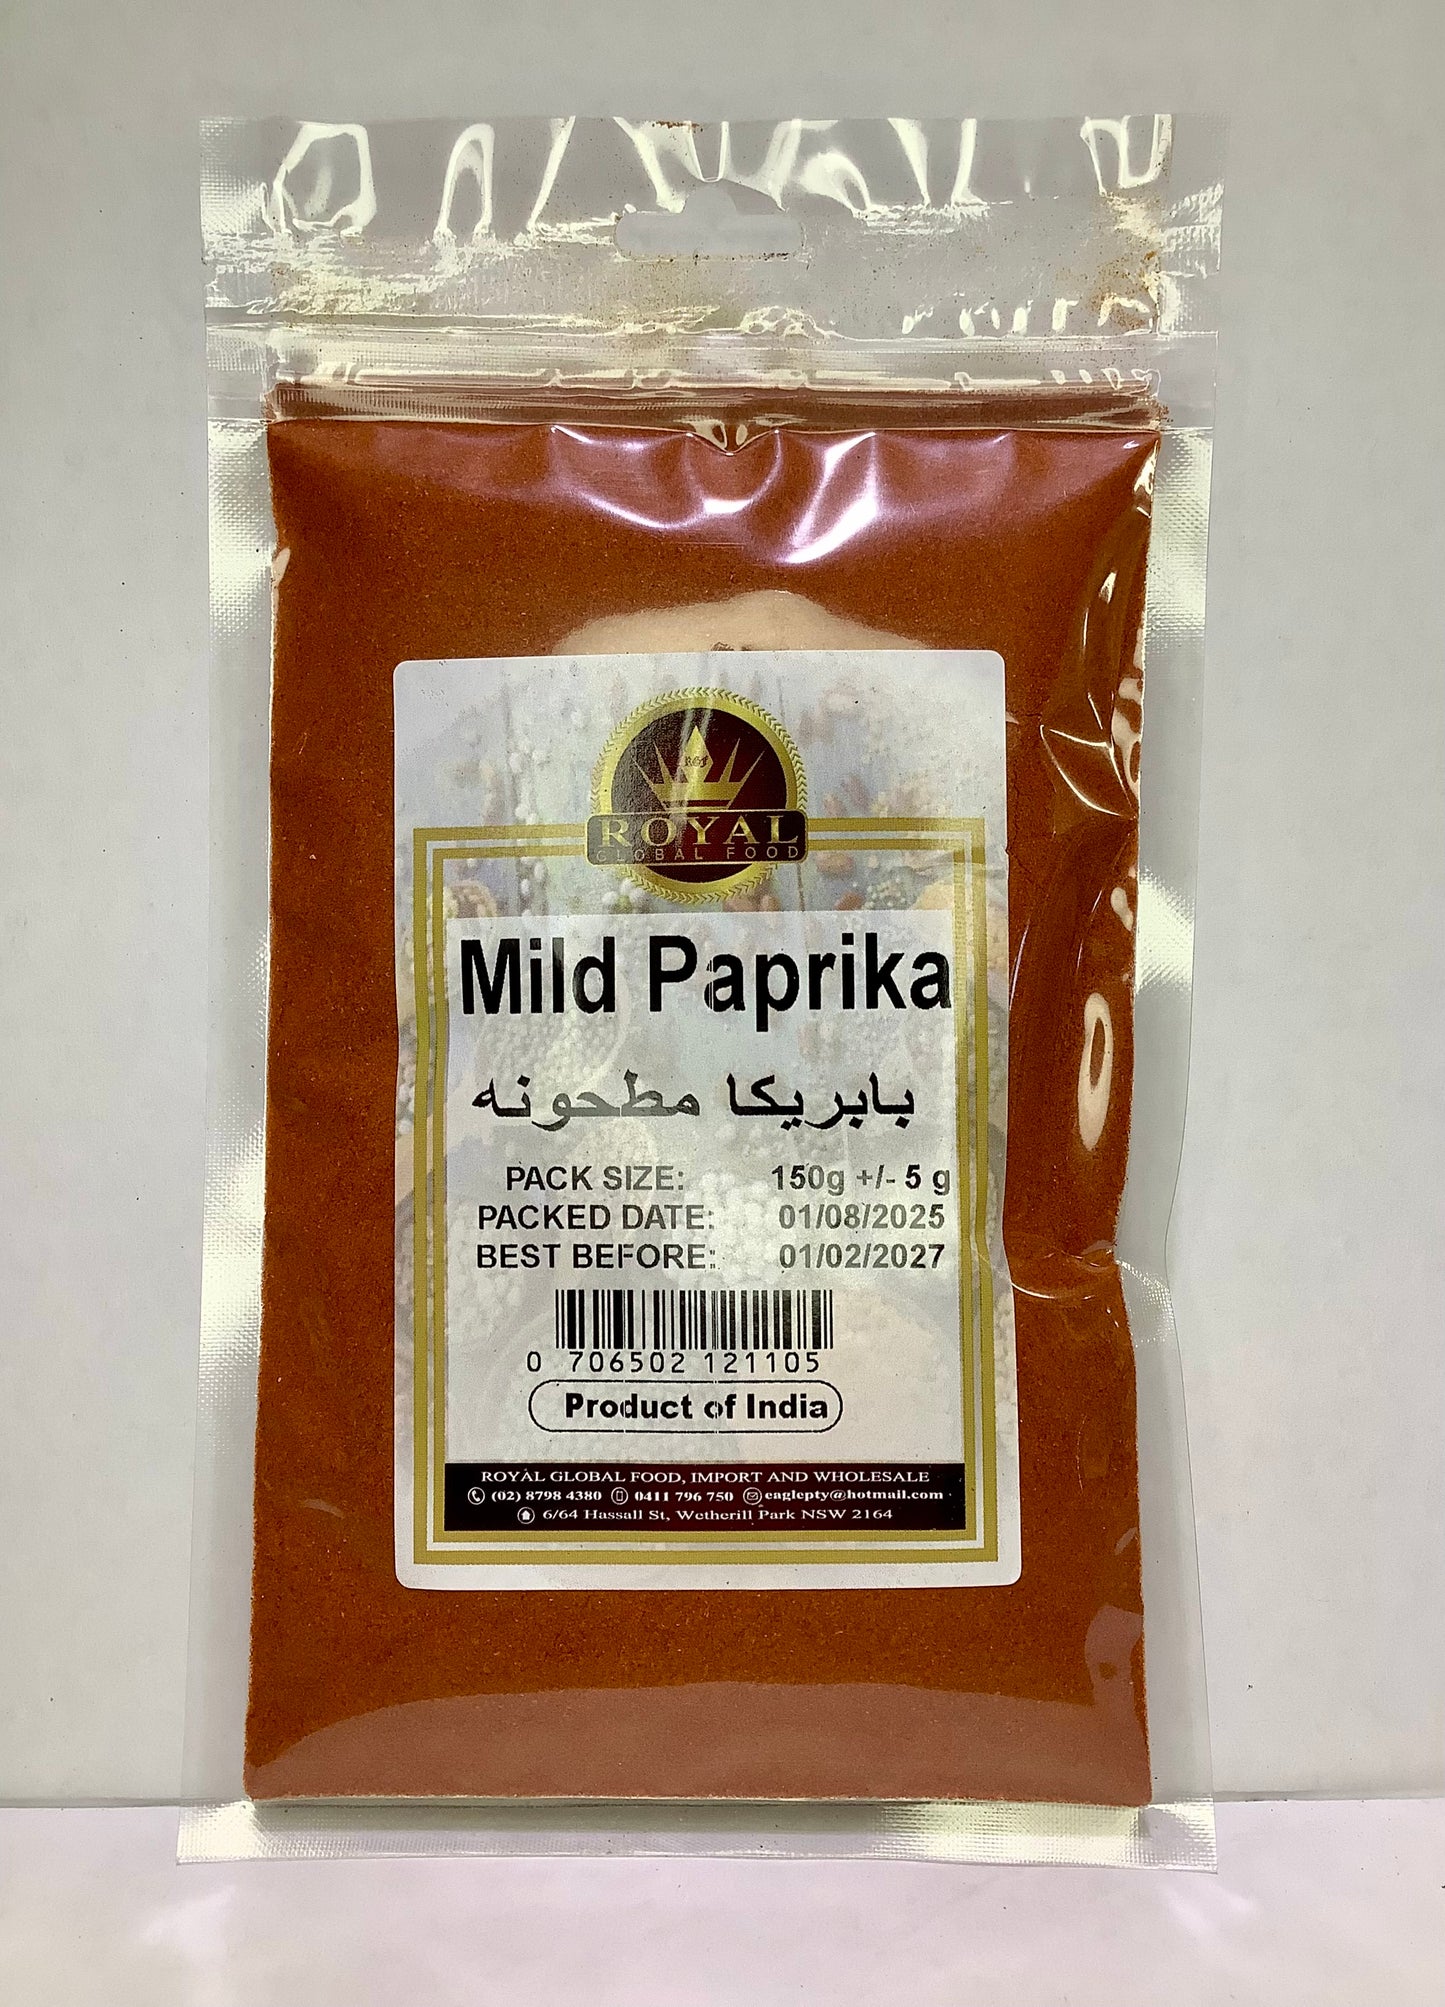 RGF
ROYAL
GLOBAL FOOD
Mild Paprika
بابريكا مطحونه
PACK SIZE: 150g +/- 5 g
PACKED DATE: 01/08/2025
BEST BEFORE: 01/02/2027
0 706502 121105
Product of India
ROYAL GLOBAL FOOD, IMPORT AND WHOLESALE
(02) 8798 4380 0411 796 750 eaglepty@hotmail.com
6/64 Hassall St, Wetherill Park NSW 2164